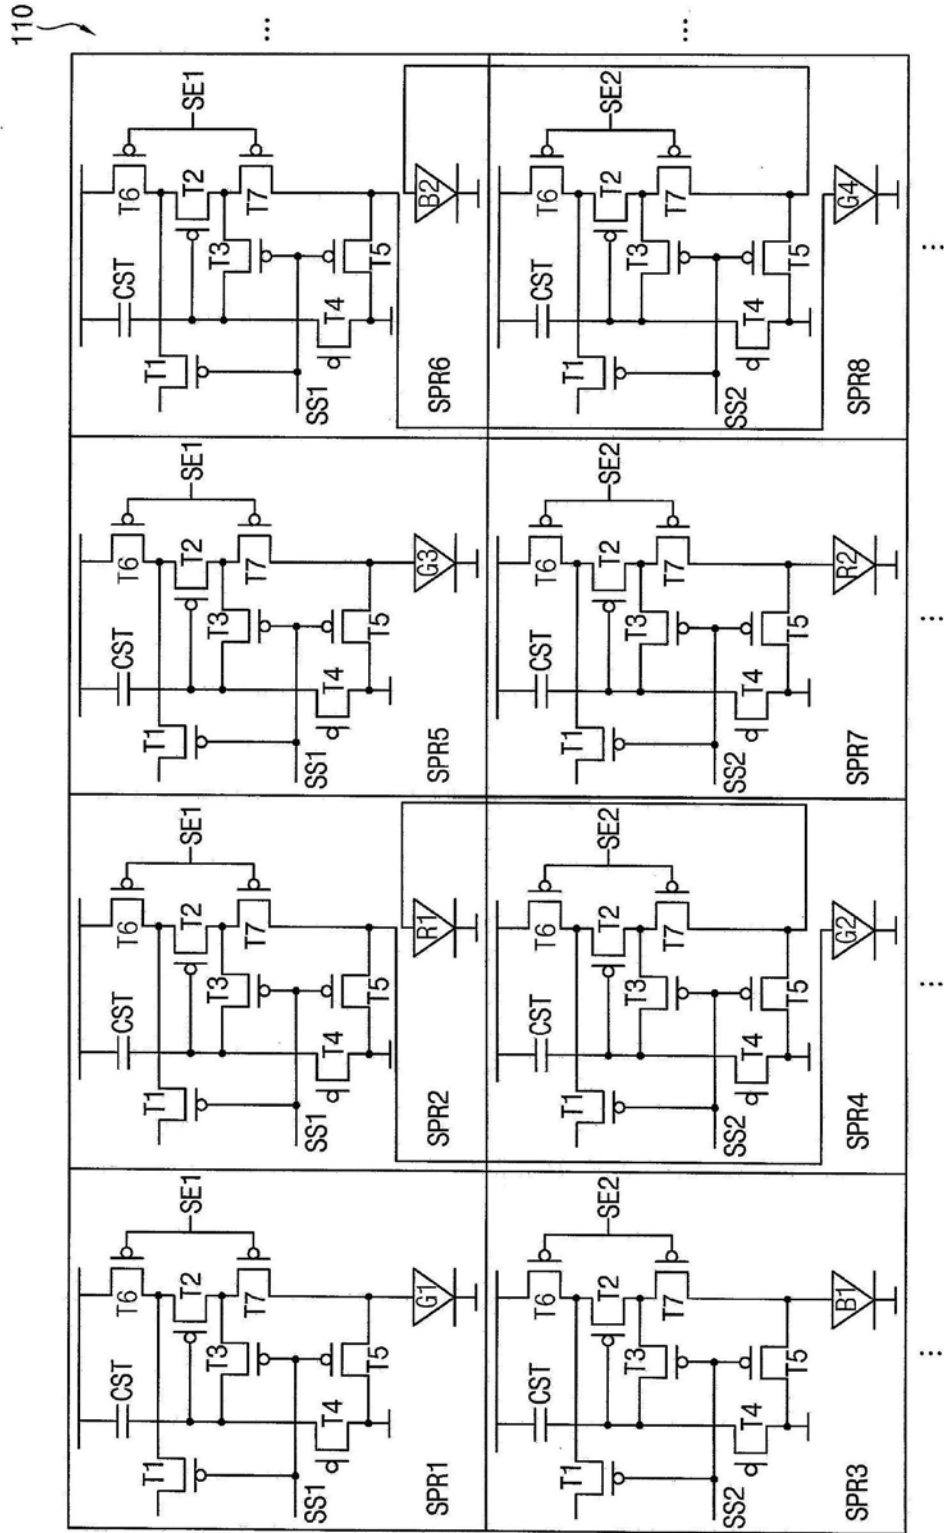 110
...
...
SE1
T6
T2
T7
CST
T3
T5
T4
T1
SS1
B2
SPR6
SE2
T6
T2
T7
CST
T3
T5
T4
T1
SS2
G4
SPR8
...
SE1
T6
T2
T7
CST
T3
T5
T4
T1
SS1
G3
SPR5
SE2
T6
T2
T7
CST
T3
T5
T4
T1
SS2
R2
SPR7
...
SE1
T6
T2
T7
CST
T3
T5
T4
T1
SS1
R1
SPR2
SE2
T6
T2
T7
CST
T3
T5
T4
T1
SS2
G2
SPR4
...
SE1
T6
T2
T7
CST
T3
T5
T4
T1
SS1
G1
SPR1
SE2
T6
T2
T7
CST
T3
T5
T4
T1
SS2
B1
SPR3
...